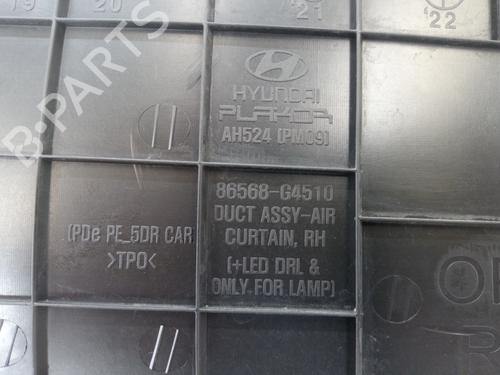 19 20 21 22
HYUNDAI
PLAKOR
AH524 (PM09)
86568-G4510
DUCT ASSY-AIR
CURTAIN, RH
(+LED DRL &
ONLY FOR LAMP)
(PDe PE_5DR CAR
>TPO<
B-PARTS